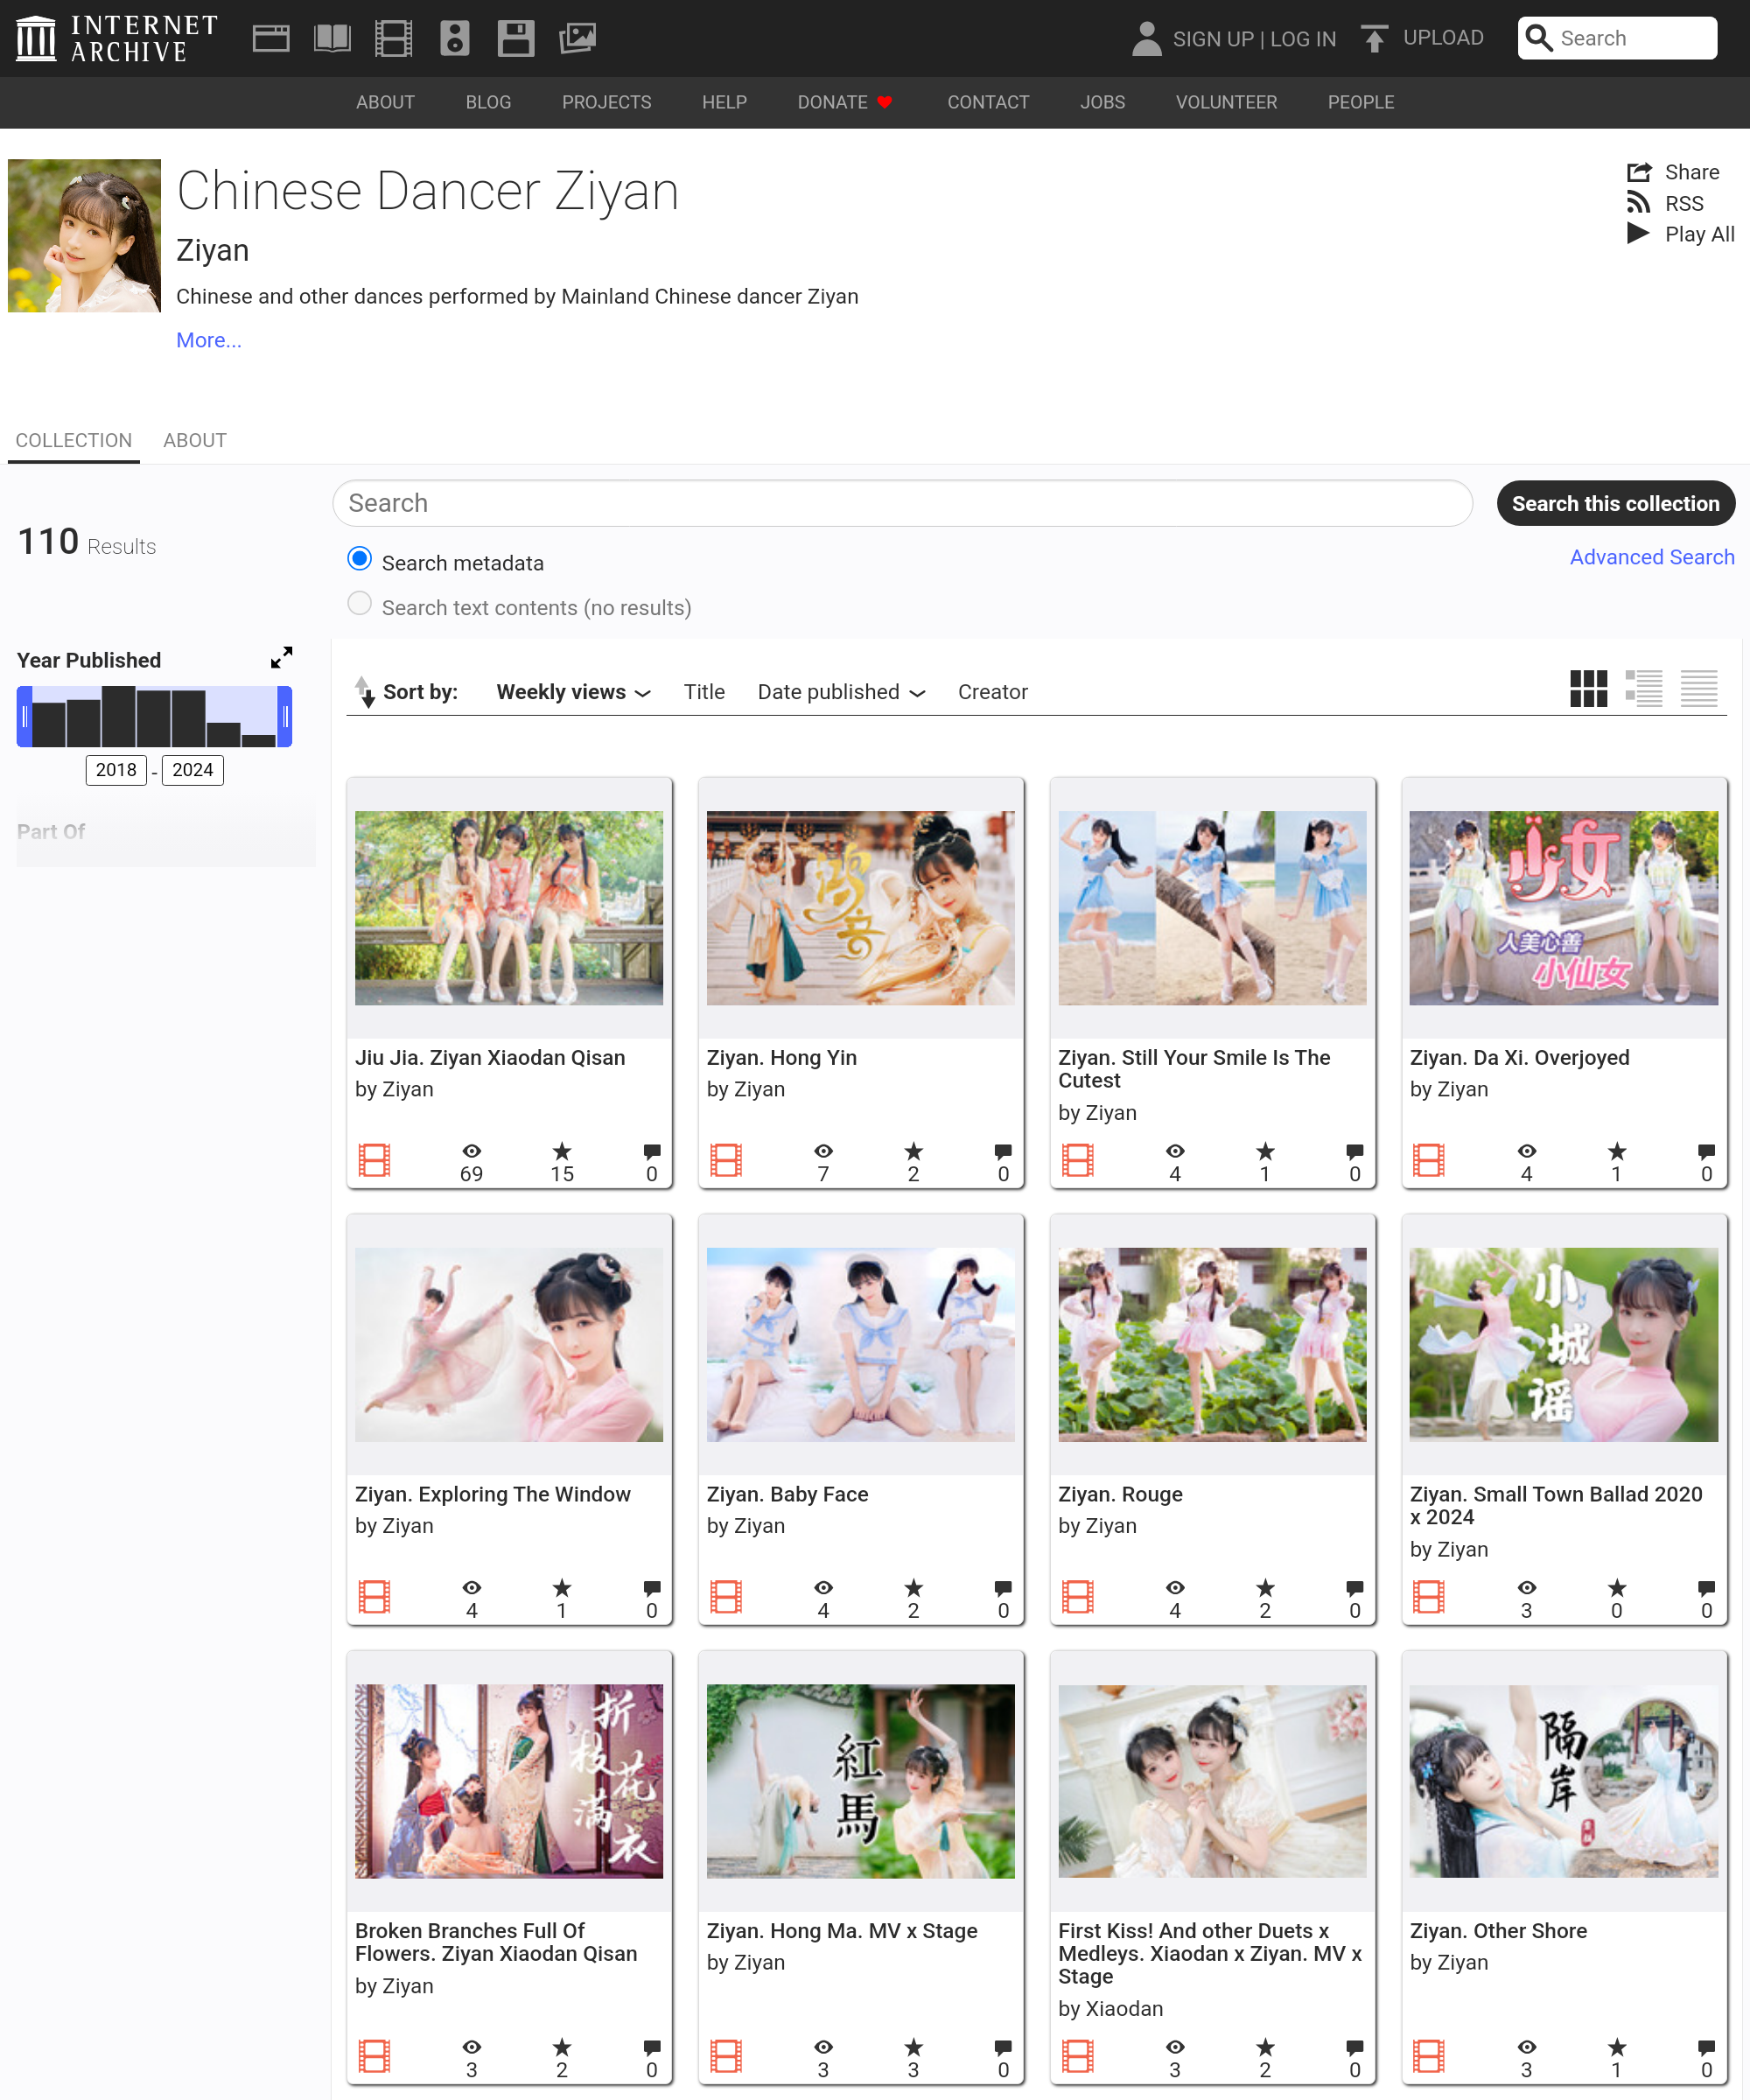 INTERNET
ARCHIVE
SIGN UP | LOG IN
UPLOAD
Search
ABOUT
BLOG
PROJECTS
HELP
DONATE
CONTACT
JOBS
VOLUNTEER
PEOPLE
Chinese Dancer Ziyan
Ziyan
Chinese and other dances performed by Mainland Chinese dancer Ziyan
More...
Share
RSS
Play All
COLLECTION
ABOUT
Search
Search this collection
110 Results
Search metadata
Advanced Search
Search text contents (no results)
Year Published
2018 - 2024
Part Of
Sort by:
Weekly views
Title
Date published
Creator
鴻音
少女
人美心善
小仙女
Jiu Jia. Ziyan Xiaodan Qisan
by Ziyan
69 15 0
Ziyan. Hong Yin
by Ziyan
7 2 0
Ziyan. Still Your Smile Is The
Cutest
by Ziyan
4 1 0
Ziyan. Da Xi. Overjoyed
by Ziyan
4 1 0
小城谣
Ziyan. Exploring The Window
by Ziyan
4 1 0
Ziyan. Baby Face
by Ziyan
4 2 0
Ziyan. Rouge
by Ziyan
4 2 0
Ziyan. Small Town Ballad 2020
x 2024
by Ziyan
3 0 0
折枝花满衣
紅馬
隔岸
Broken Branches Full Of
Flowers. Ziyan Xiaodan Qisan
by Ziyan
3 2 0
Ziyan. Hong Ma. MV x Stage
by Ziyan
3 3 0
First Kiss! And other Duets x
Medleys. Xiaodan x Ziyan. MV x
Stage
by Xiaodan
3 2 0
Ziyan. Other Shore
by Ziyan
3 1 0